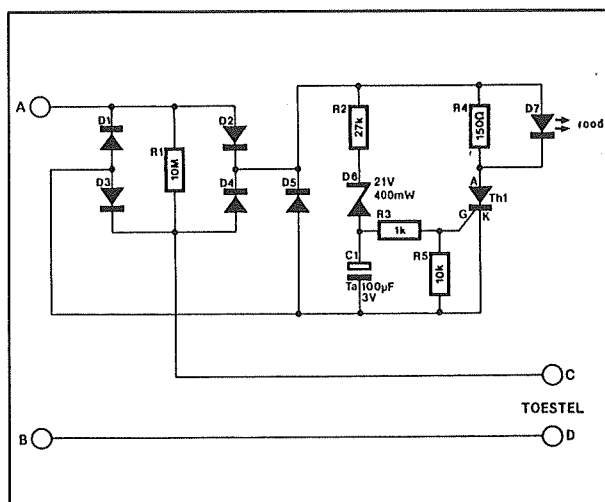 A
D1
R1
10M
D2
D3
D4
D5
R2
27k
D6
21V
400mW
R3
1k
C1
Ta 100µF
3V
R5
10k
R4
150Ω
D7
rood
A
Th1
G
K
C
TOESTEL
B
D